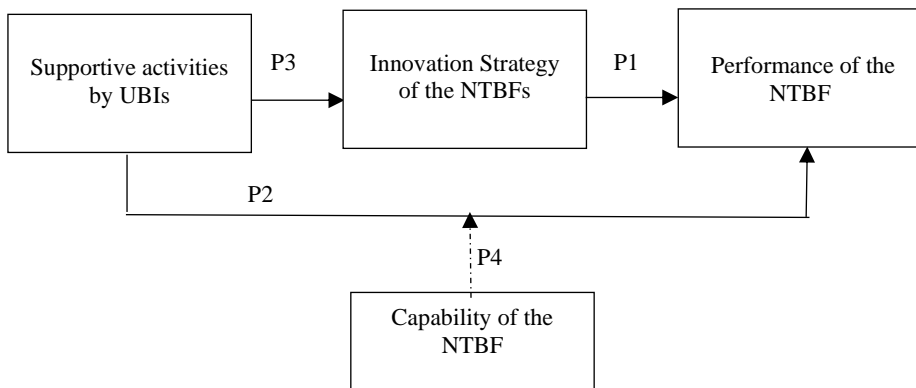 Supportive activities
by UBIs
P3
Innovation Strategy
of the NTBFs
P1
Performance of the
NTBF
P2
P4
Capability of the
NTBF